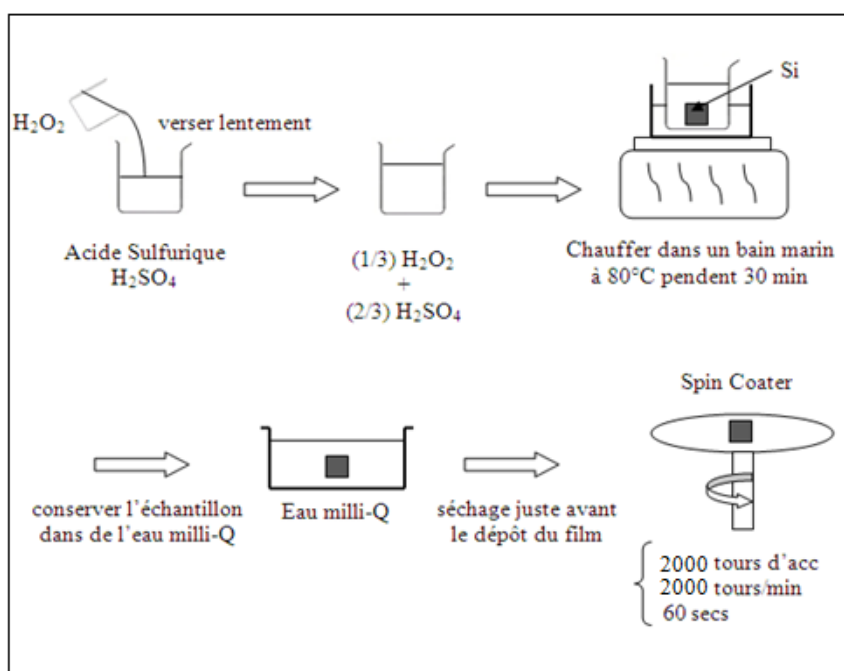 Si
H₂O₂
verser lentement
Acide Sulfurique
H₂SO₄
(1/3) H₂O₂
+
(2/3) H₂SO₄
Chauffer dans un bain marin
à 80°C pendent 30 min
Spin Coater
conserver l'échantillon
dans de l'eau milli-Q
Eau milli-Q
séchage juste avant
le dépôt du film
2000 tours d'acc
2000 tours/min
60 secs